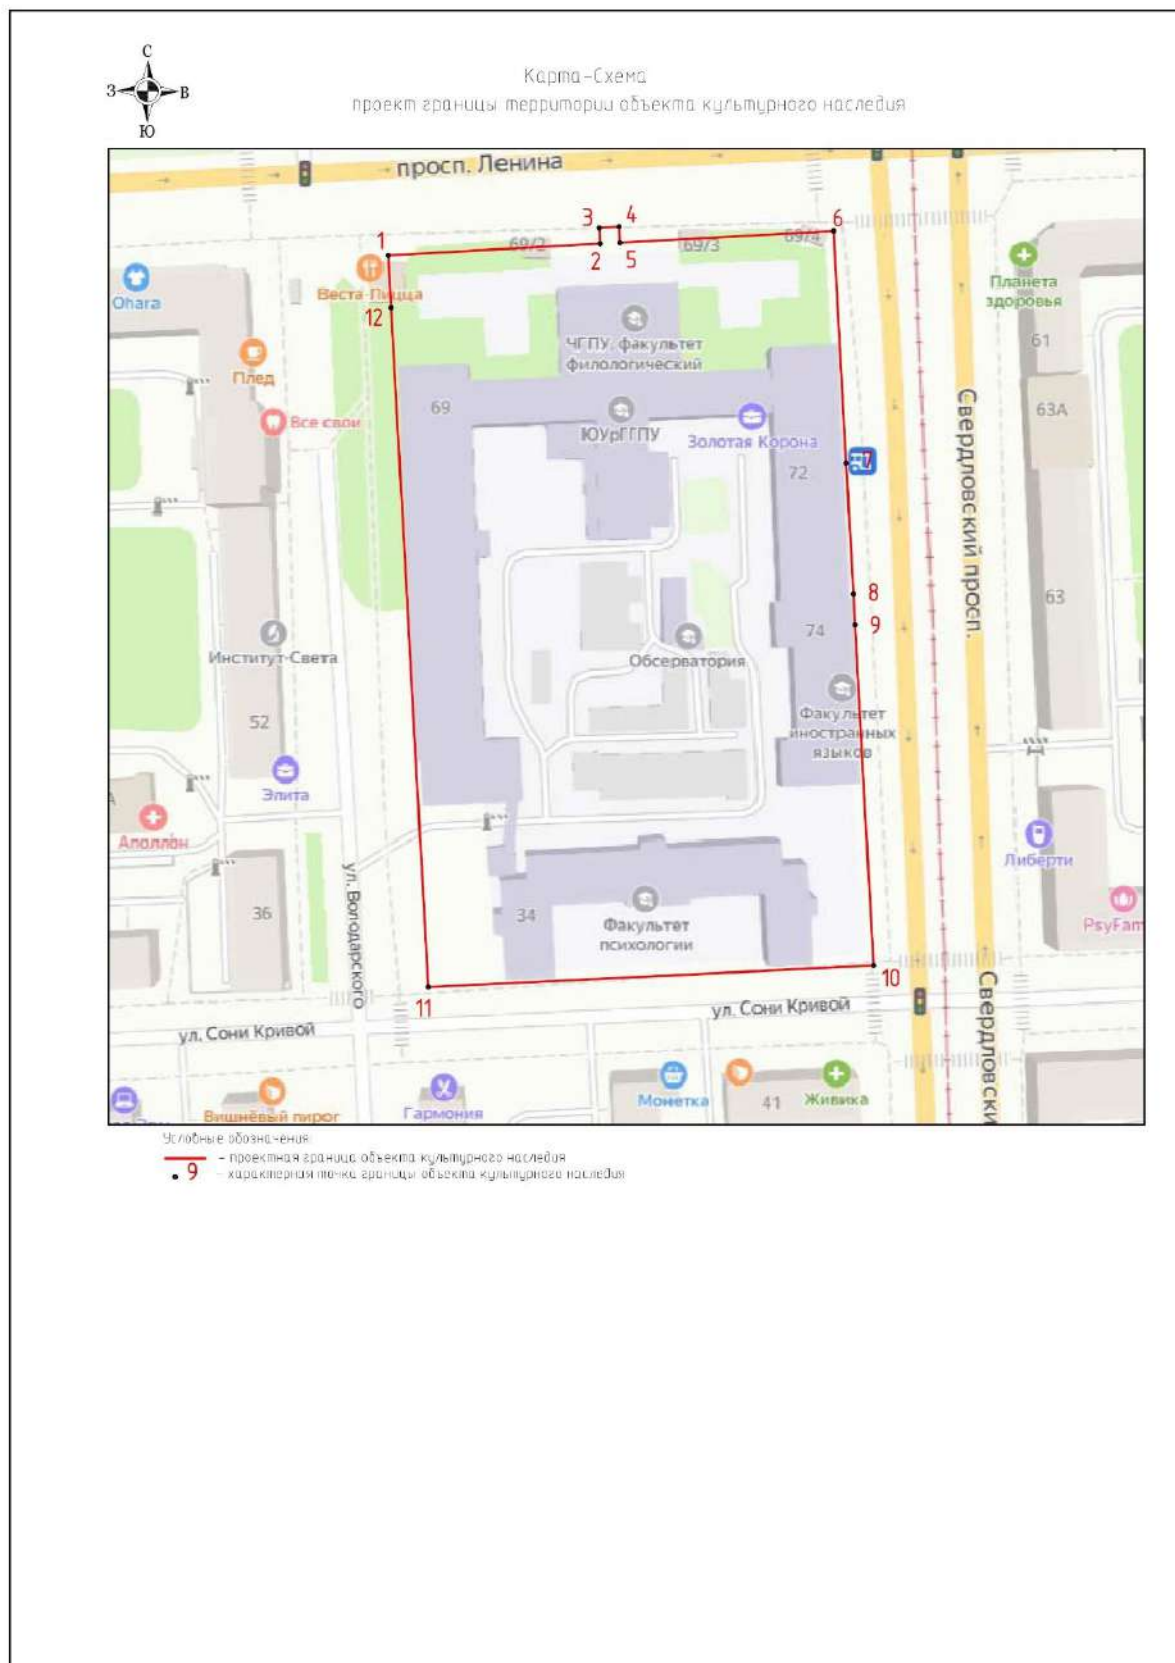 С
З
В
Ю
Карта-Схема
проект границы территории объекта культурного наследия
просп. Ленина
3
4
6
1
2
5
69/2
69/3
69/4
Ohara
Веста-Пицца
12
Планета
здоровья
61
ЧГПУ, факультет
филологический
Плед
69
63А
Все свои
ЮУрГГПУ
Золотая Корона
72
7
Свердловский просп.
8
63
9
74
Институт Света
Обсерватория
52
Факультет
иностранных
языков
Элита
Аполлон
Либерти
ул. Володарского
36
34
Факультет
психологии
PsyFam
10
11
Свердловски
ул. Сони Кривой
ул. Сони Кривой
Вишнёвый пирог
Гармония
Монетка
41
Живика
Условные обозначения:
- проектная граница объекта культурного наследия
9 - характерная точка границы объекта культурного наследия